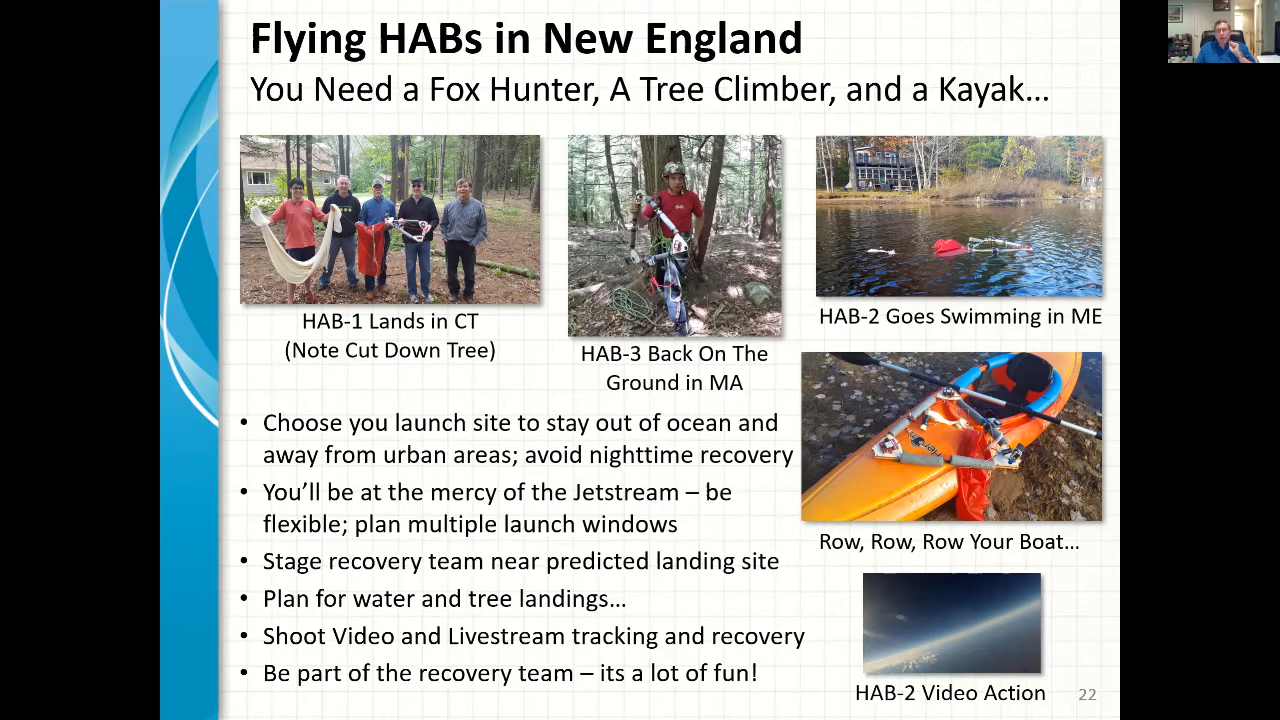 Flying HABs in New England
You Need a Fox Hunter, A Tree Climber, and a Kayak…
HAB-1 Lands in CT
(Note Cut Down Tree)
HAB-3 Back On The
Ground in MA
HAB-2 Goes Swimming in ME
• Choose you launch site to stay out of ocean and
away from urban areas; avoid nighttime recovery
• You’ll be at the mercy of the Jetstream – be
flexible; plan multiple launch windows
• Stage recovery team near predicted landing site
• Plan for water and tree landings…
• Shoot Video and Livestream tracking and recovery
• Be part of the recovery team – its a lot of fun!
Row, Row, Row Your Boat…
HAB-2 Video Action
22